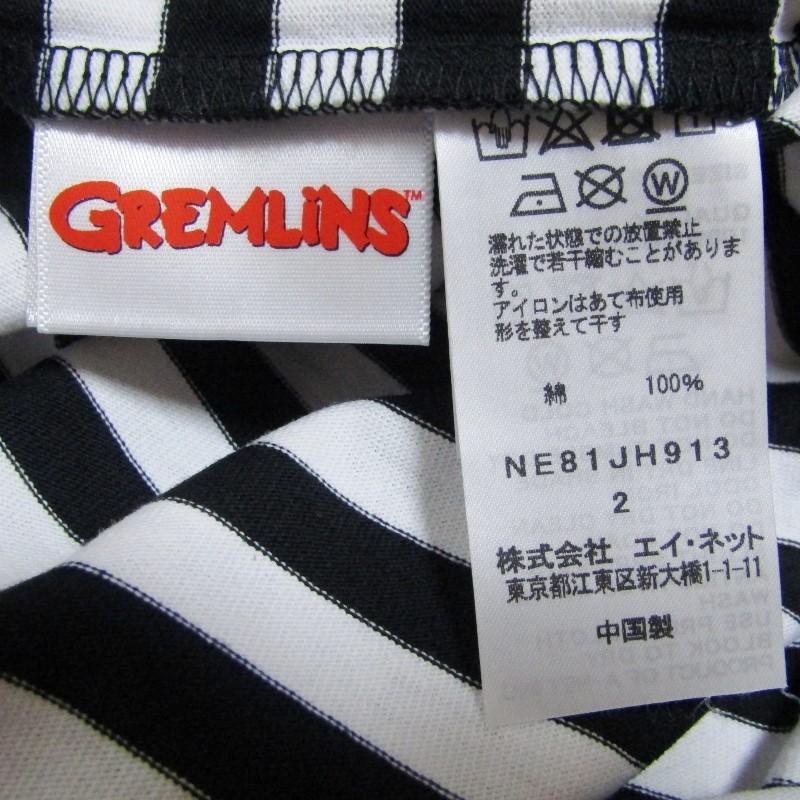 GREMLINS™
W
濡れた状態での放置禁止
洗濯で若干縮むことがありま
す。
アイロンはあて布使用
形を整えて干す
綿 100%
NE81JH913
2
株式会社 エイ・ネット
東京都江東区新大橋1-1-11
中国製